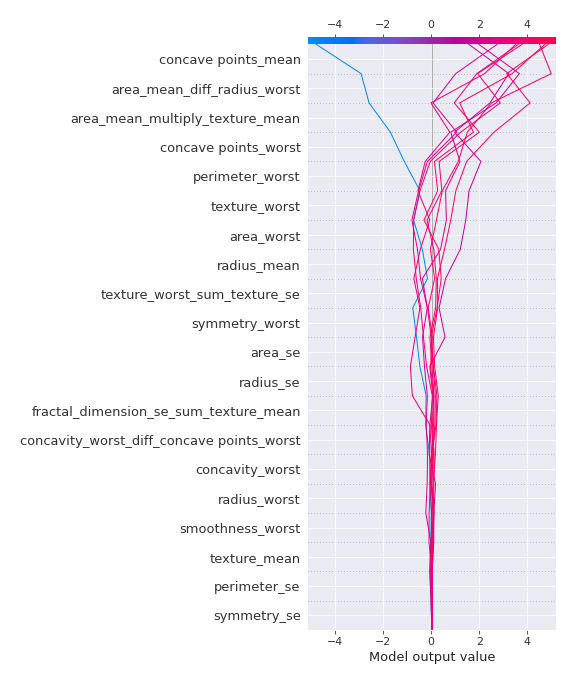 −4 −2 0 2 4
concave points_mean
area_mean_diff_radius_worst
area_mean_multiply_texture_mean
concave points_worst
perimeter_worst
texture_worst
area_worst
radius_mean
texture_worst_sum_texture_se
symmetry_worst
area_se
radius_se
fractal_dimension_se_sum_texture_mean
concavity_worst_diff_concave points_worst
concavity_worst
radius_worst
smoothness_worst
texture_mean
perimeter_se
symmetry_se
−4 −2 0 2 4
Model output value